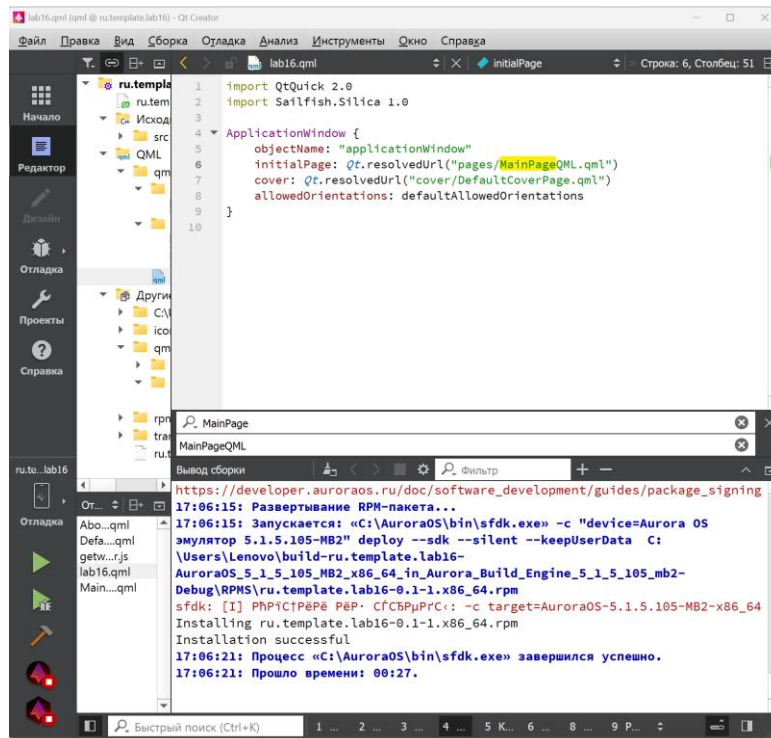 lab16.qml (qml @ ru.template.lab16) - Qt Creator
Файл Правка Вид Сборка Отладка Анализ Инструменты Окно Справка
lab16.qml initialPage Строка: 6, Столбец: 51
Начало
Редактор
Дизайн
Отладка
Проекты
Справка
ru.te...lab16
Отладка
ru.templa
ru.tem
Исход
src
QML
qm
qml
Другие
C:\
ico
qm
rpm
tran
ru.t
1 import QtQuick 2.0
2 import Sailfish.Silica 1.0
3
4 ApplicationWindow {
5 objectName: "applicationWindow"
6 initialPage: Qt.resolvedUrl("pages/MainPageQML.qml")
7 cover: Qt.resolvedUrl("cover/DefaultCoverPage.qml")
8 allowedOrientations: defaultAllowedOrientations
9 }
10
MainPage
MainPageQML
Вывод сборки Фильтр + −
От...
Abo...qml
Defa....qml
getw...r.js
lab16.qml
Main....qml
https://developer.auroraos.ru/doc/software_development/guides/package_signing
17:06:15: Развертывание RPM-пакета...
17:06:15: Запускается: «C:\AuroraOS\bin\sfdk.exe» -c "device=Aurora OS
эмулятор 5.1.5.105-MB2" deploy --sdk --silent --keepUserData C:
\Users\Lenovo\build-ru.template.lab16-
AuroraOS_5_1_5_105_MB2_x86_64_in_Aurora_Build_Engine_5_1_5_105_mb2-
Debug\RPMS\ru.template.lab16-0.1-1.x86_64.rpm
sfdk: [I] -c target=AuroraOS-5.1.5.105-MB2-x86_64
Installing ru.template.lab16-0.1-1.x86_64.rpm
Installation successful
17:06:21: Процесс «C:\AuroraOS\bin\sfdk.exe» завершился успешно.
17:06:21: Прошло времени: 00:27.
Быстрый поиск (Ctrl+K) 1 ... 2 ... 3 ... 4 ... 5 K... 6 ... 8 ... 9 P...